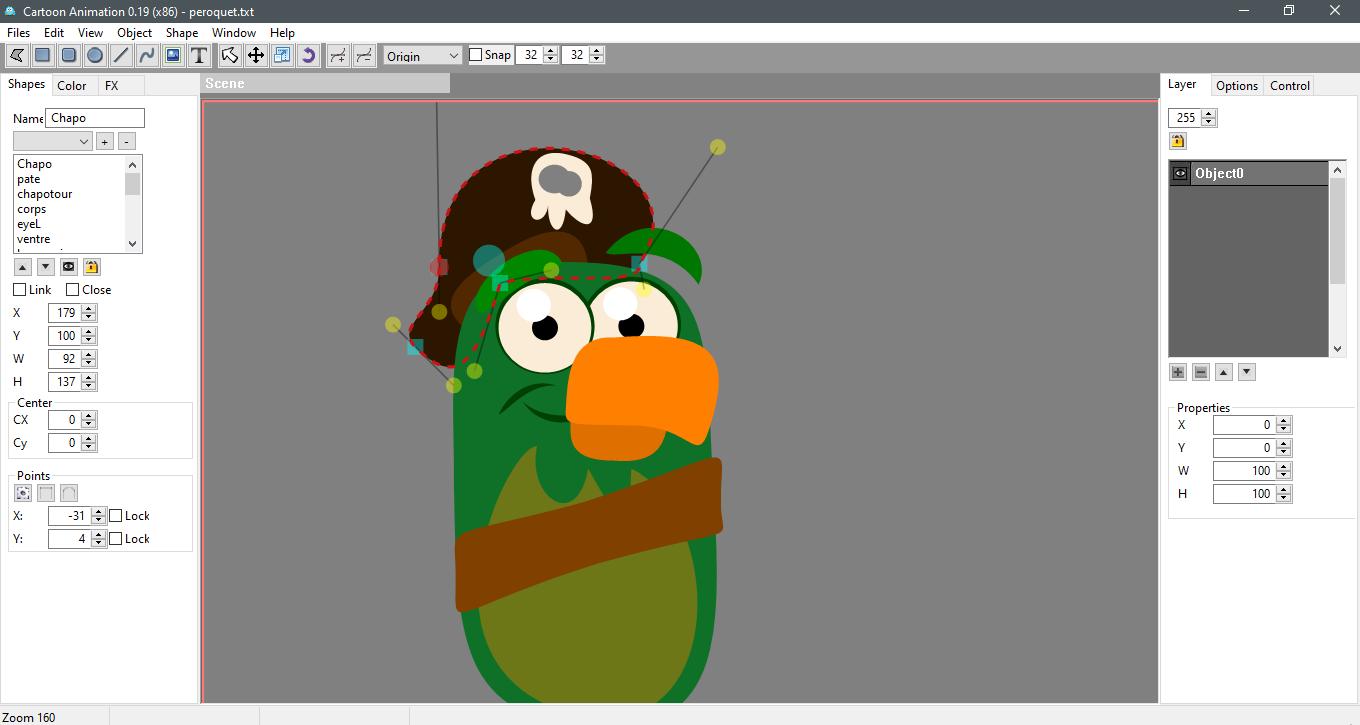 Cartoon Animation 0.19 (x86) - peroquet.txt
Files Edit View Object Shape Window Help
T Origin Snap 32 32
Shapes Color FX
Scene
Layer Options Control
Name Chapo
255
+ -
Chapo
pate
chapotour
corps
eyeL
ventre
Object0
Link Close
X 179
Y 100
W 92
H 137
Center
CX 0
Cy 0
Points
X: -31 Lock
Y: 4 Lock
Properties
X 0
Y 0
W 100
H 100
Zoom 160